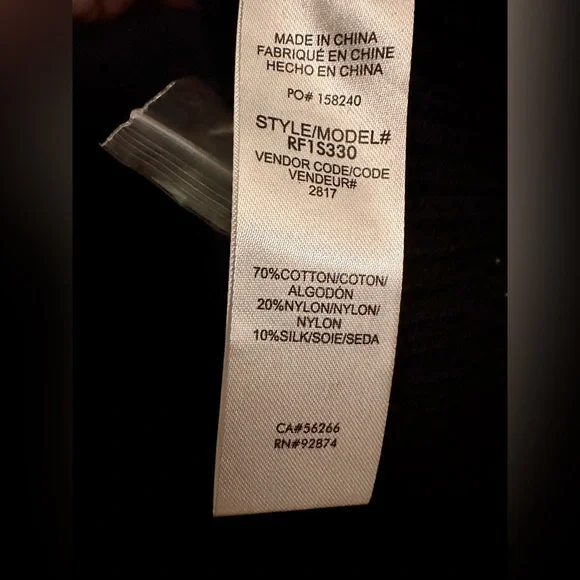 MADE IN CHINA
FABRIQUÉ EN CHINE
HECHO EN CHINA
PO# 158240
STYLE/MODEL#
RF1S330
VENDOR CODE/CODE
VENDEUR#
2817
70%COTTON/COTON/
ALGODÓN
20%NYLON/NYLON/
NYLON
10%SILK/SOIE/SEDA
CA#56266
RN#92874